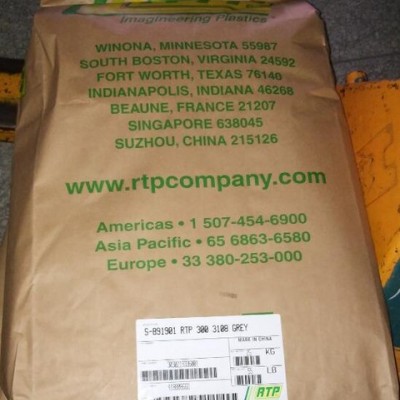 Imagineering Plastics
WINONA, MINNESOTA 55987
SOUTH BOSTON, VIRGINIA 24592
FORT WORTH, TEXAS 76140
INDIANAPOLIS, INDIANA 46268
BEAUNE, FRANCE 21207
SINGAPORE 638045
SUZHOU, CHINA 215126
www.rtpcompany.com
Americas • 1 507-454-6900
Asia Pacific • 65 6863-6580
Europe • 33 380-253-000
S-891901 RTP 300 3108 GREY
MADE IN CHINA
KG
LB
RTP